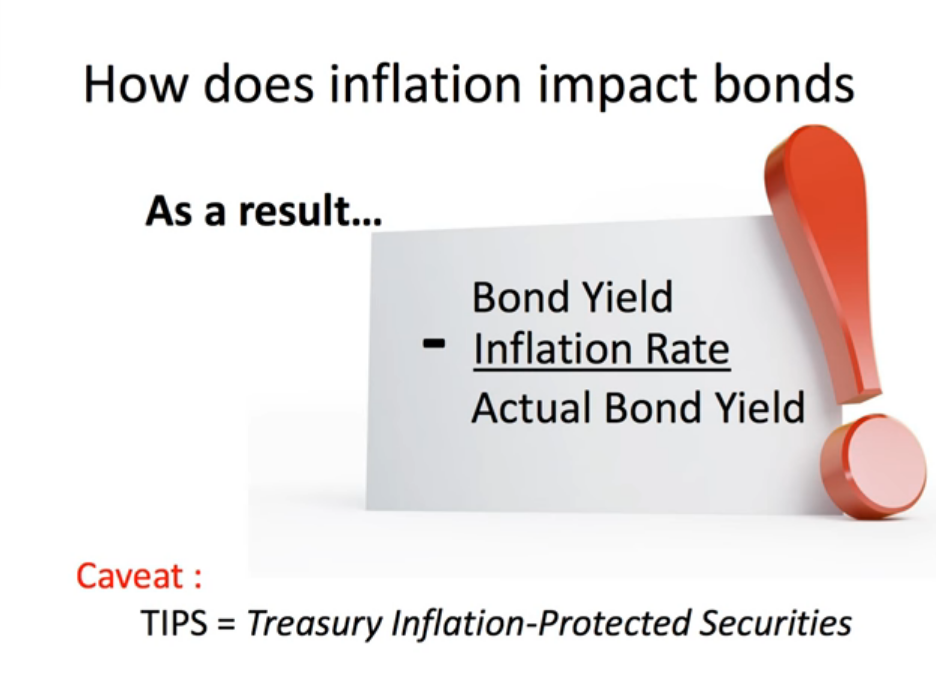 How does inflation impact bonds
As a result...
Bond Yield
- Inflation Rate
Actual Bond Yield
Caveat :
TIPS = Treasury Inflation-Protected Securities